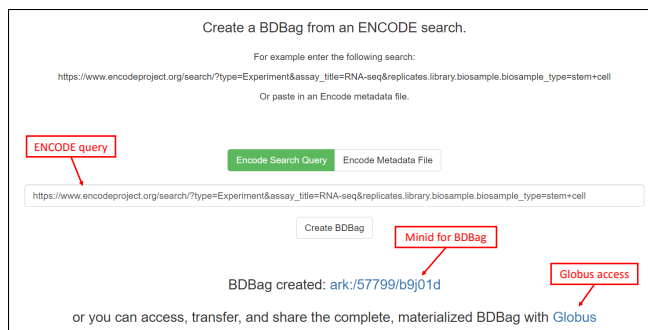 Create a BDBag from an ENCODE search.
For example enter the following search:
https://www.encodeproject.org/search/?type=Experiment&assay_title=RNA-seq&replicates.library.biosample.biosample_type=stem+cell
Or paste in an Encode metadata file.
ENCODE query
Encode Search Query Encode Metadata File
https://www.encodeproject.org/search/?type=Experiment&assay_title=RNA-seq&replicates.library.biosample.biosample_type=stem+cell
Create BDBag
Minid for BDBag
Globus access
BDBag created: ark:/57799/b9j01d
or you can access, transfer, and share the complete, materialized BDBag with Globus